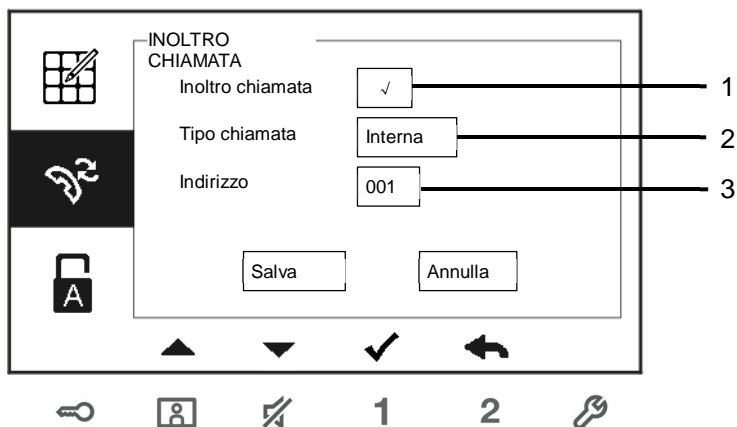 INOLTRO
CHIAMATA
Inoltro chiamata √ 1
Tipo chiamata Interna 2
Indirizzo 001 3
Salva Annulla
A
1 2